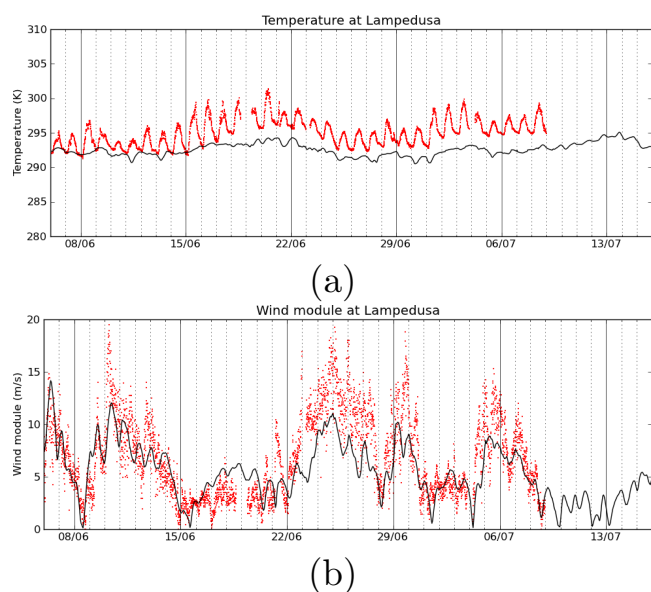 Temperature at Lampedusa
310
305
300
295
290
285
280
Temperature (K)
08/06 15/06 22/06 29/06 06/07 13/07
(a)
Wind module at Lampedusa
20
15
10
5
0
Wind module (m/s)
08/06 15/06 22/06 29/06 06/07 13/07
(b)